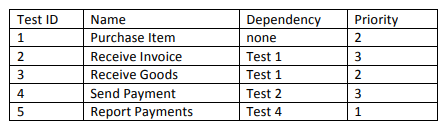 Test ID Name Dependency Priority
1 Purchase Item none 2
2 Receive Invoice Test 1 3
3 Receive Goods Test 1 2
4 Send Payment Test 2 3
5 Report Payments Test 4 1